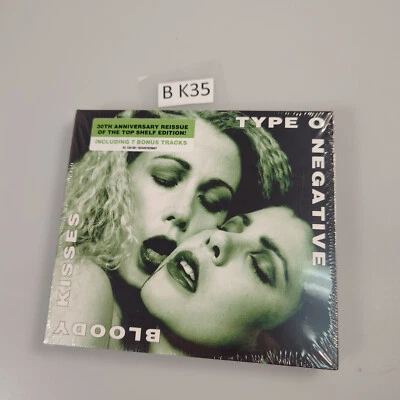 B K35
30TH ANNIVERSARY REISSUE
OF THE TOP SHELF EDITION!
INCLUDING 7 BONUS TRACKS
TYPE O NEGATIVE
BLOODY KISSES